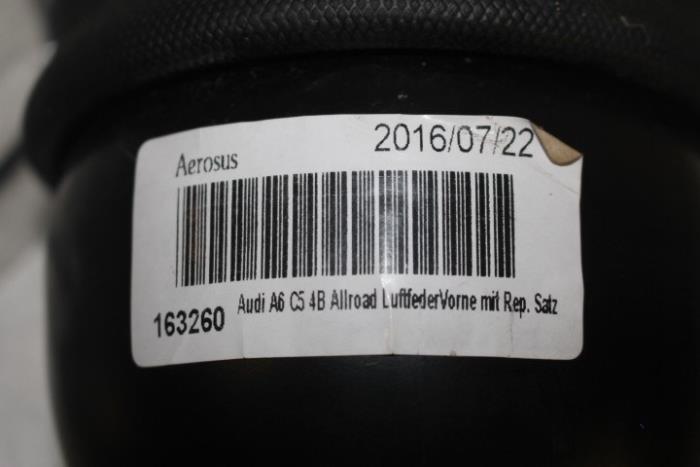 2016/07/22
Aerosus
163260 Audi A6 C5 4B Allroad LuftfederVorne mit Rep. Satz